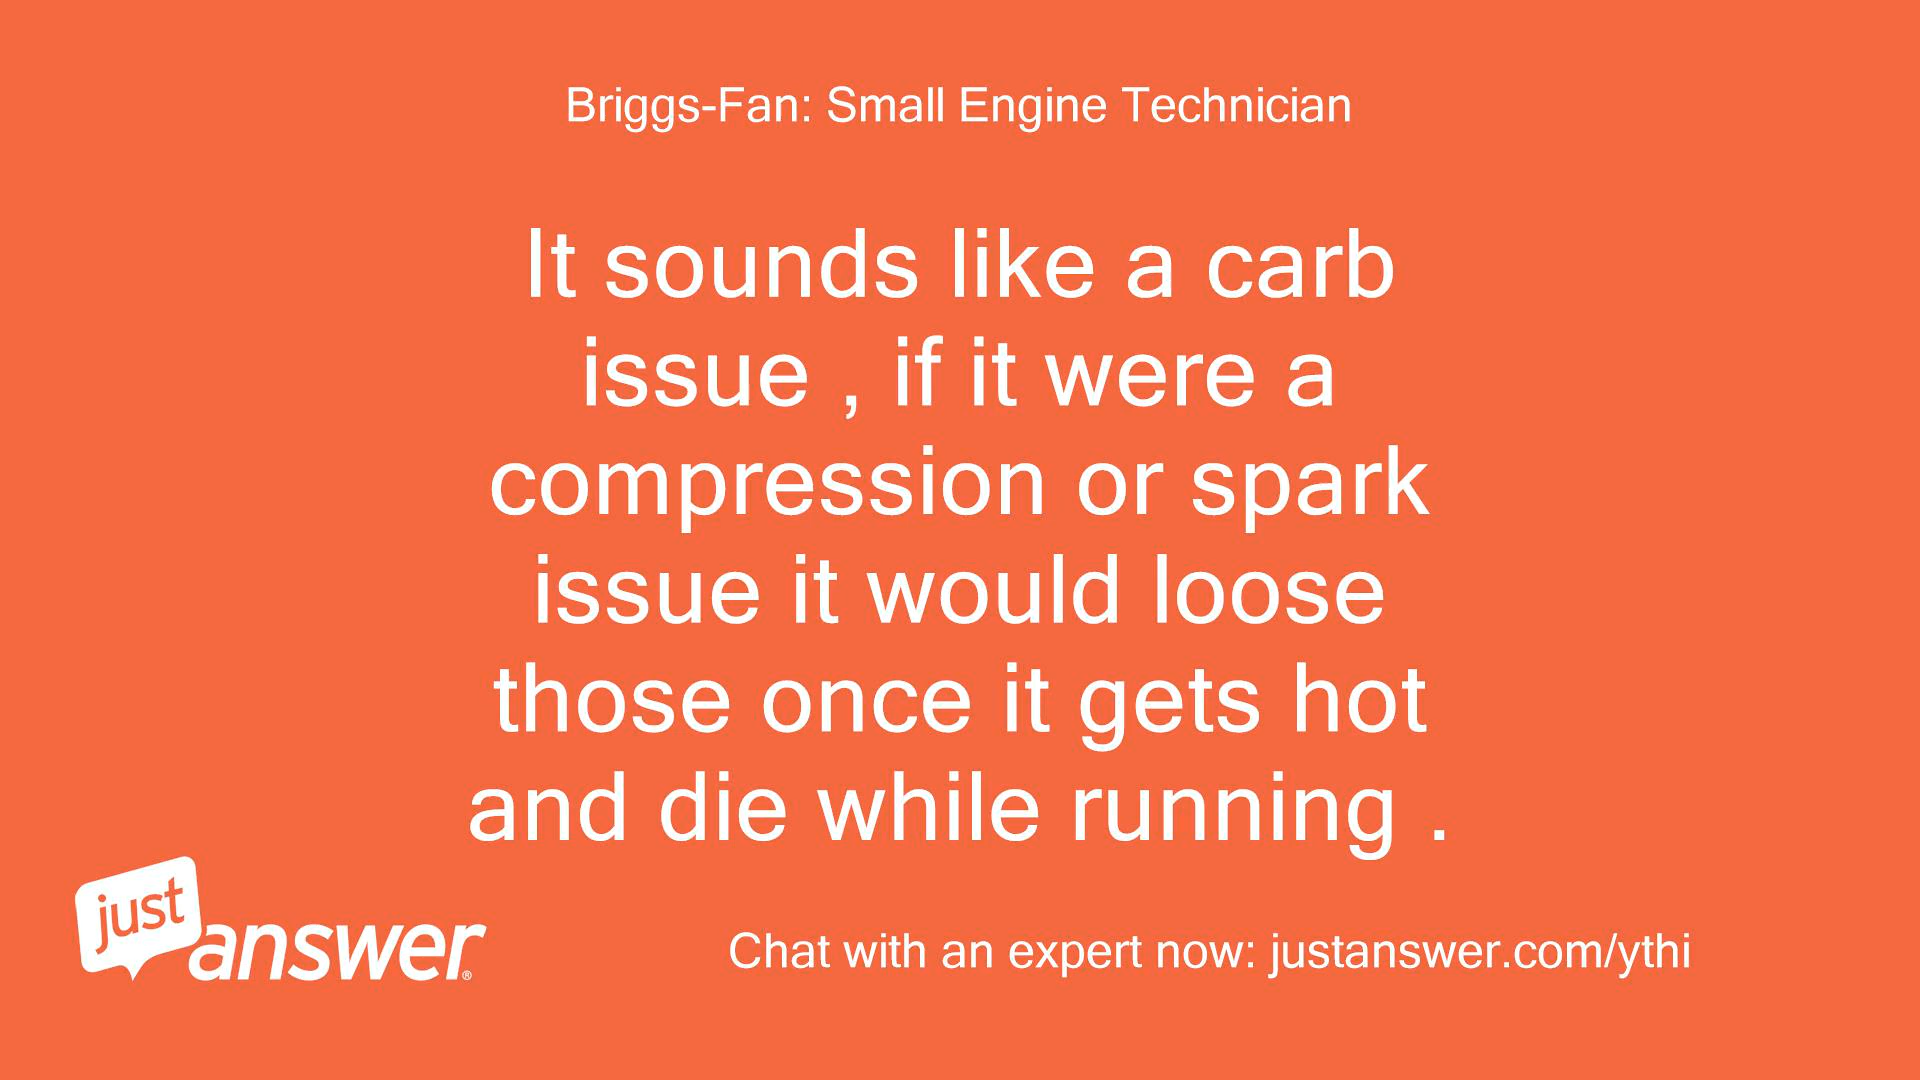 Briggs-Fan: Small Engine Technician
It sounds like a carb
issue , if it were a
compression or spark
issue it would loose
those once it gets hot
and die while running .
just
answer®
Chat with an expert now: justanswer.com/ythi